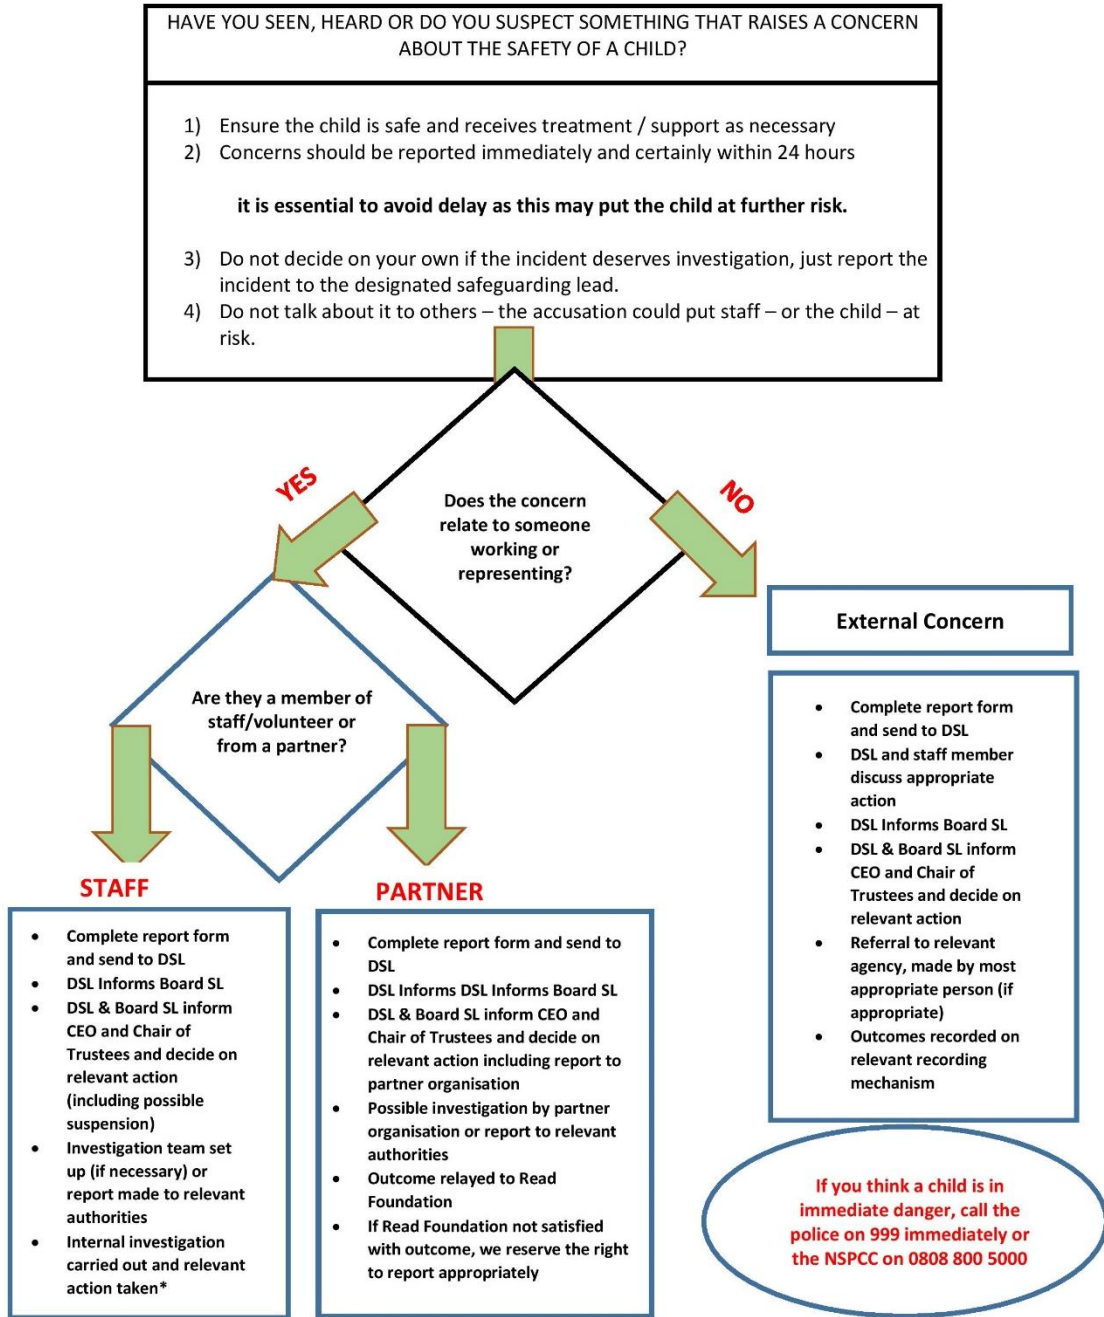 HAVE YOU SEEN, HEARD OR DO YOU SUSPECT SOMETHING THAT RAISES A CONCERN
ABOUT THE SAFETY OF A CHILD?
1) Ensure the child is safe and receives treatment / support as necessary
2) Concerns should be reported immediately and certainly within 24 hours
it is essential to avoid delay as this may put the child at further risk.
3) Do not decide on your own if the incident deserves investigation, just report the
incident to the designated safeguarding lead.
4) Do not talk about it to others – the accusation could put staff – or the child – at
risk.
YES
NO
Does the concern
relate to someone
working or
representing?
Are they a member of
staff/volunteer or
from a partner?
STAFF
• Complete report form
and send to DSL
• DSL Informs Board SL
• DSL & Board SL inform
CEO and Chair of
Trustees and decide on
relevant action
(including possible
suspension)
• Investigation team set
up (if necessary) or
report made to relevant
authorities
• Internal investigation
carried out and relevant
action taken*
PARTNER
• Complete report form and send to
DSL
• DSL Informs DSL Informs Board SL
• DSL & Board SL inform CEO and
Chair of Trustees and decide on
relevant action including report to
partner organisation
• Possible investigation by partner
organisation or report to relevant
authorities
• Outcome relayed to Read
Foundation
• If Read Foundation not satisfied
with outcome, we reserve the right
to report appropriately
External Concern
• Complete report form
and send to DSL
• DSL and staff member
discuss appropriate
action
• DSL Informs Board SL
• DSL & Board SL inform
CEO and Chair of
Trustees and decide on
relevant action
• Referral to relevant
agency, made by most
appropriate person (if
appropriate)
• Outcomes recorded on
relevant recording
mechanism
If you think a child is in
immediate danger, call the
police on 999 immediately or
the NSPCC on 0808 800 5000